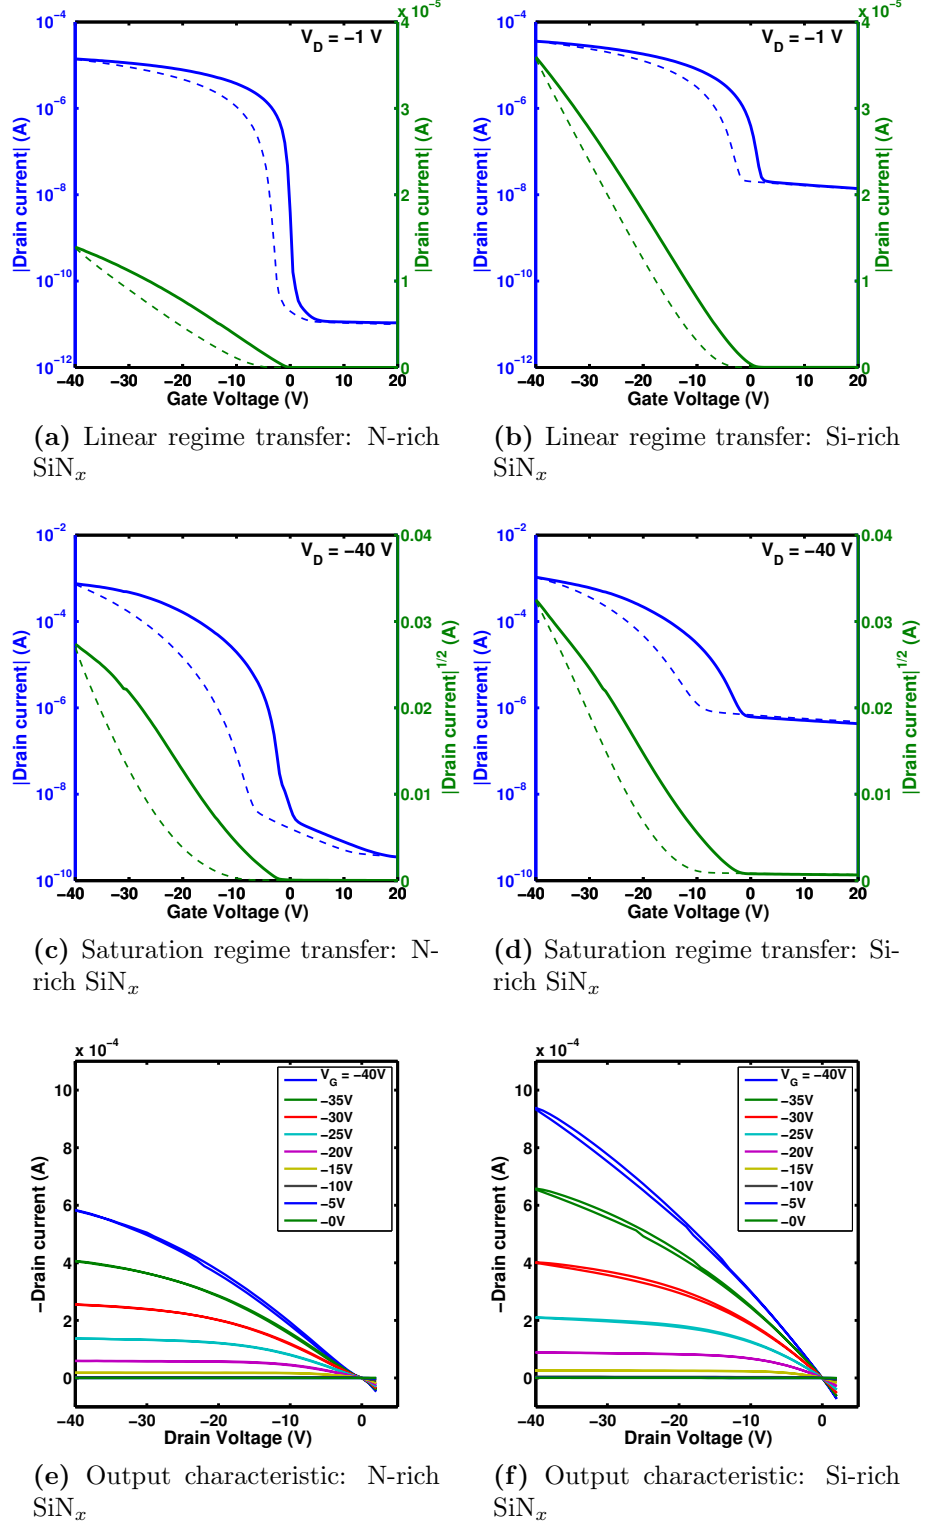 V_D = −1 V
x 10^−5
10^−4
10^−6
10^−8
10^−10
10^−12
4
3
2
1
0
|Drain current| (A)
|Drain current| (A)
−40 −30 −20 −10 0 10 20
Gate Voltage (V)
(a) Linear regime transfer: N-rich
SiN_x
V_D = −1 V
x 10^−5
10^−4
10^−6
10^−8
10^−10
10^−12
4
3
2
1
0
|Drain current| (A)
|Drain current| (A)
−40 −30 −20 −10 0 10 20
Gate Voltage (V)
(b) Linear regime transfer: Si-rich
SiN_x
V_D = −40 V
10^−2
10^−4
10^−6
10^−8
10^−10
0.04
0.03
0.02
0.01
0
|Drain current| (A)
|Drain current|^1/2 (A)
−40 −30 −20 −10 0 10 20
Gate Voltage (V)
(c) Saturation regime transfer: N-
rich SiN_x
V_D = −40 V
10^−2
10^−4
10^−6
10^−8
10^−10
0.04
0.03
0.02
0.01
0
|Drain current| (A)
|Drain current|^1/2 (A)
−40 −30 −20 −10 0 10 20
Gate Voltage (V)
(d) Saturation regime transfer: Si-
rich SiN_x
x 10^−4
10
8
6
4
2
0
−Drain current (A)
V_G = −40V
−35V
−30V
−25V
−20V
−15V
−10V
−5V
−0V
−40 −30 −20 −10 0
Drain Voltage (V)
(e) Output characteristic: N-rich
SiN_x
x 10^−4
10
8
6
4
2
0
−Drain current (A)
V_G = −40V
−35V
−30V
−25V
−20V
−15V
−10V
−5V
−0V
−40 −30 −20 −10 0
Drain Voltage (V)
(f) Output characteristic: Si-rich
SiN_x